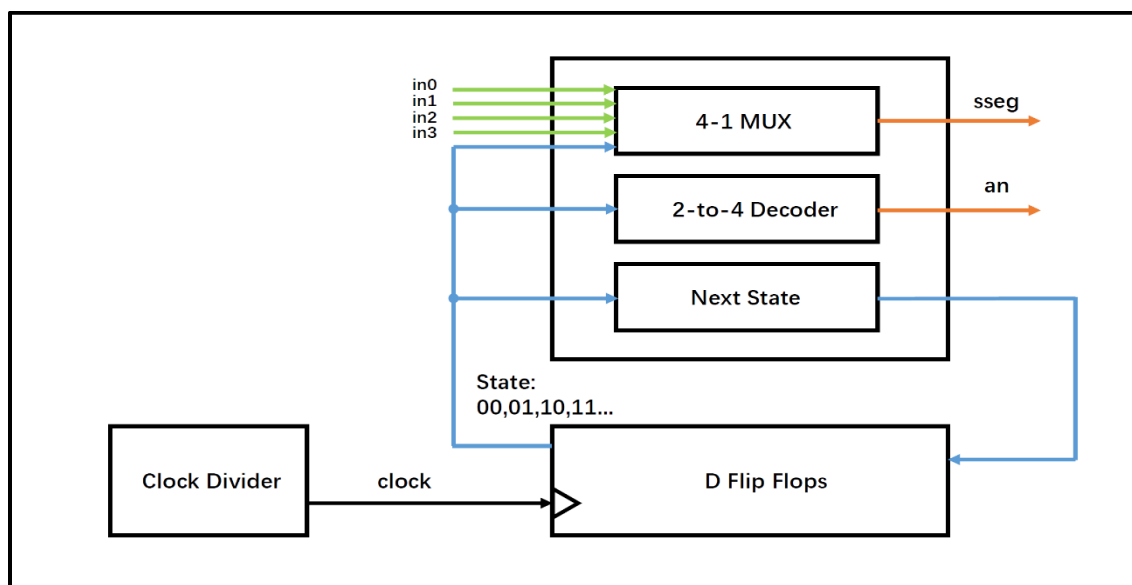 in0
in1
in2
in3
4-1 MUX
sseg
2-to-4 Decoder
an
Next State
State:
00,01,10,11...
Clock Divider
clock
D Flip Flops